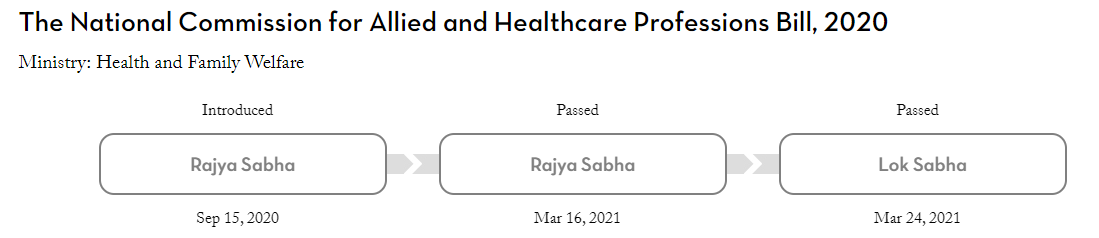 The National Commission for Allied and Healthcare Professions Bill, 2020
Ministry: Health and Family Welfare
Introduced Passed Passed
Rajya Sabha Rajya Sabha Lok Sabha
Sep 15, 2020 Mar 16, 2021 Mar 24, 2021